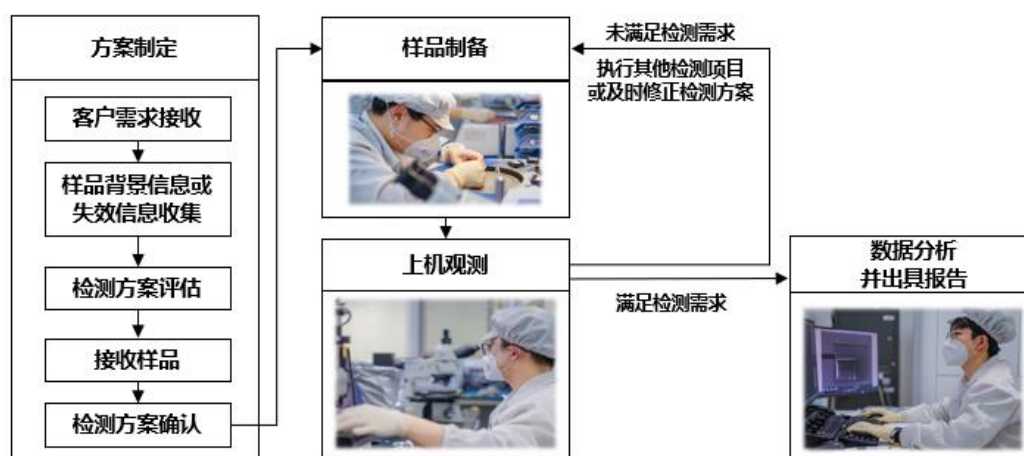 方案制定
客户需求接收
样品背景信息或
失效信息收集
检测方案评估
接收样品
检测方案确认
样品制备
上机观测
未满足检测需求
执行其他检测项目
或及时修正检测方案
满足检测需求
数据分析
并出具报告